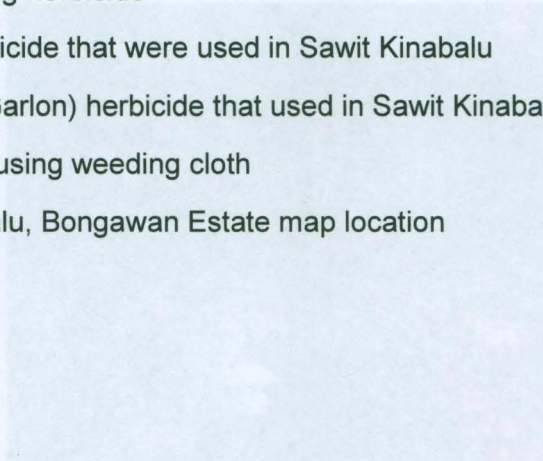 icide that were used in Sawit Kinabalu
arlon) herbicide that used in Sawit Kinaba
using weeding cloth
lu, Bongawan Estate map location